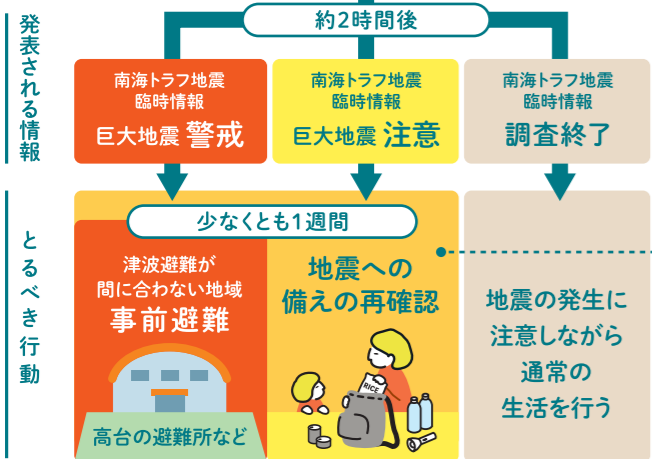 発表される情報
約2時間後
南海トラフ地震
臨時情報
巨大地震 警戒
南海トラフ地震
臨時情報
巨大地震 注意
南海トラフ地震
臨時情報
調査終了
とるべき行動
少なくとも1週間
津波避難が
間に合わない地域
事前避難
高台の避難所など
地震への
備えの再確認
RICE
地震の発生に
注意しながら
通常の
生活を行う